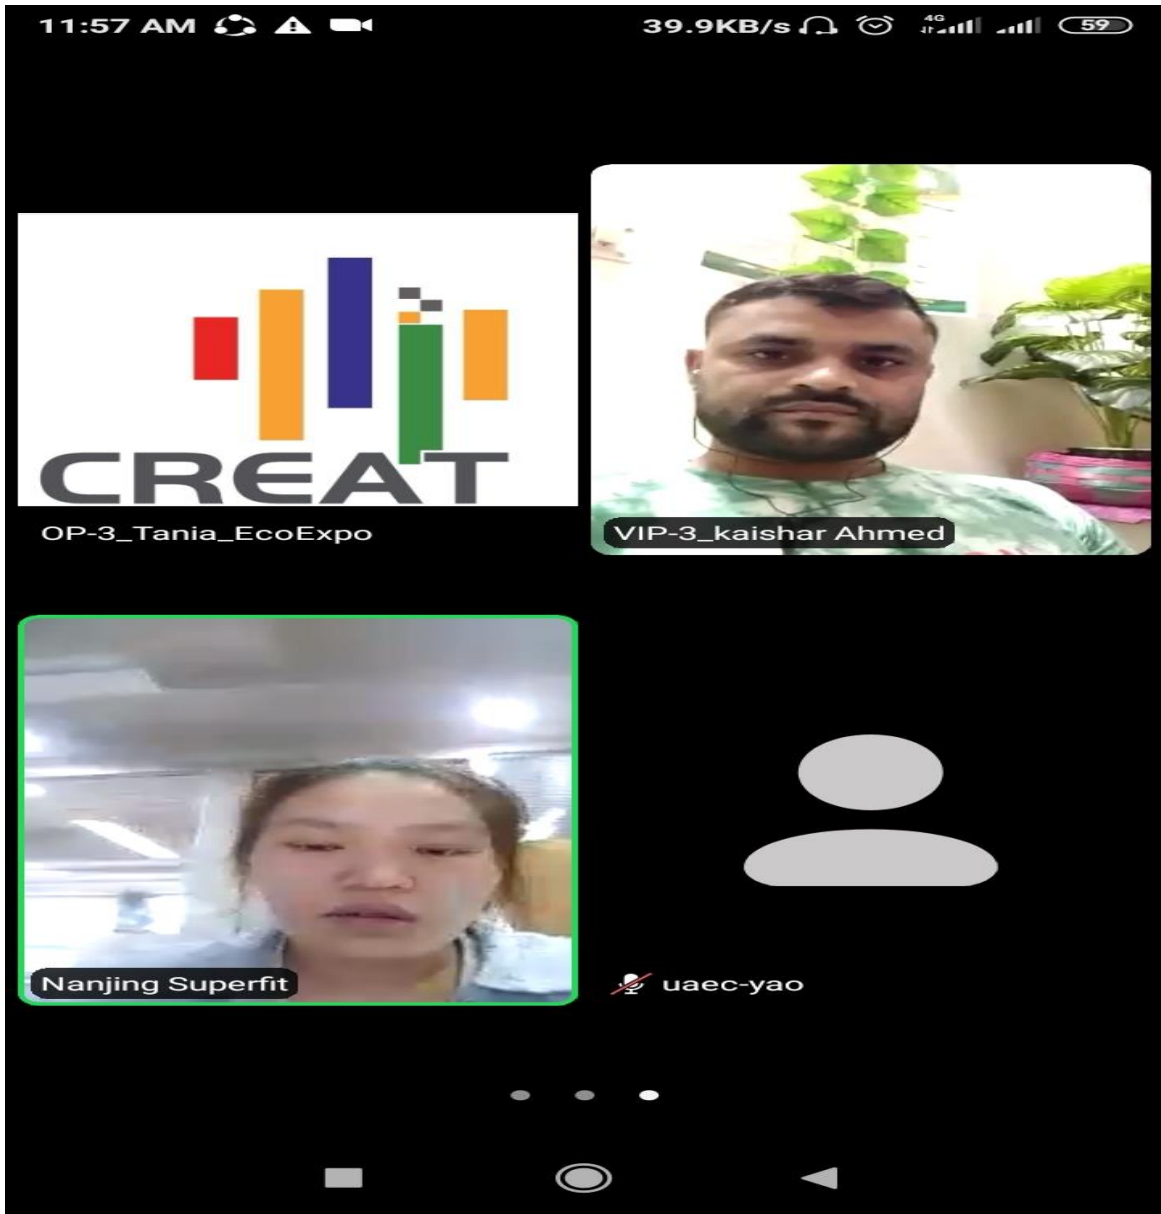 11:57 AM 39.9KB/s 4G 59
CREAT
OP-3_Tania_EcoExpo
VIP-3_kaishar Ahmed
Nanjing Superfit
uaec-yao